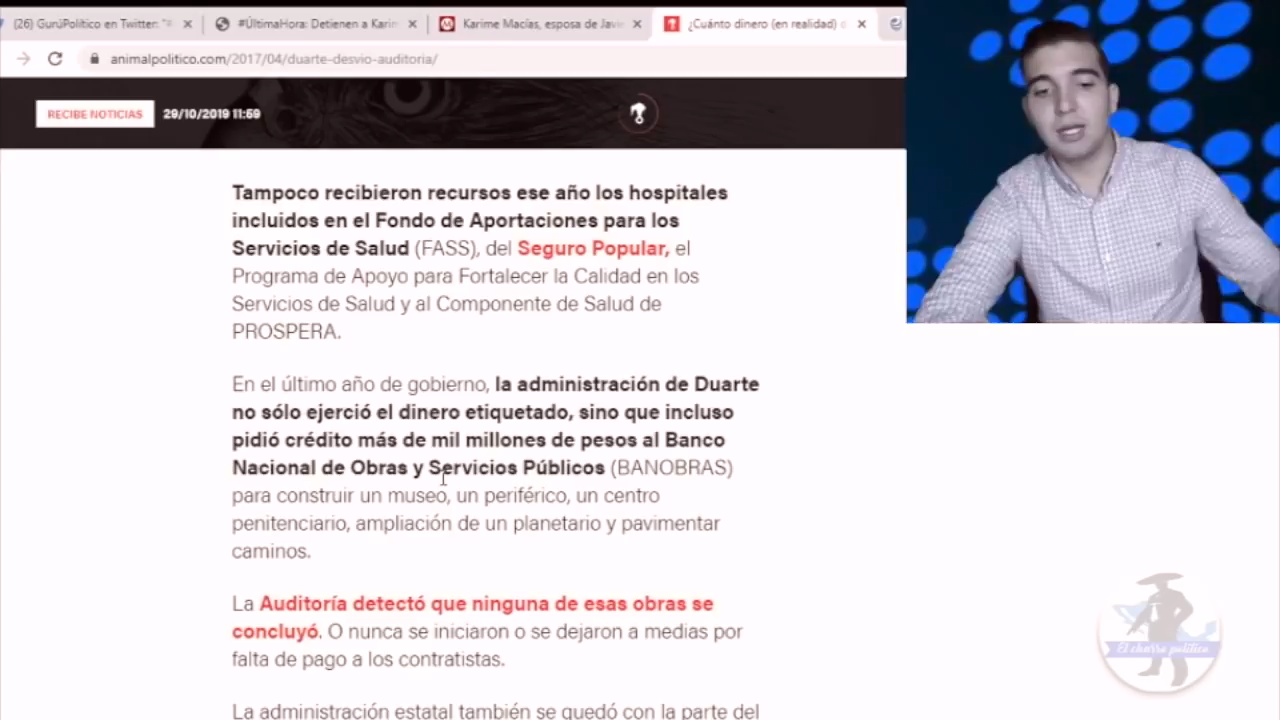 (26) GurúPolítico en Twitter: "#
#ÚltimaHora: Detienen a Karim
Karime Macías, esposa de Javie
¿Cuánto dinero (en realidad) d
animalpolitico.com/2017/04/duarte-desvio-auditoria/
RECIBE NOTICIAS
29/10/2019 11:59
Tampoco recibieron recursos ese año los hospitales
incluidos en el Fondo de Aportaciones para los
Servicios de Salud (FASS), del Seguro Popular, el
Programa de Apoyo para Fortalecer la Calidad en los
Servicios de Salud y al Componente de Salud de
PROSPERA.
En el último año de gobierno, la administración de Duarte
no sólo ejerció el dinero etiquetado, sino que incluso
pidió crédito más de mil millones de pesos al Banco
Nacional de Obras y Servicios Públicos (BANOBRAS)
para construir un museo, un periférico, un centro
penitenciario, ampliación de un planetario y pavimentar
caminos.
La Auditoría detectó que ninguna de esas obras se
concluyó. O nunca se iniciaron o se dejaron a medias por
falta de pago a los contratistas.
La administración estatal también se quedó con la parte del
El charro político